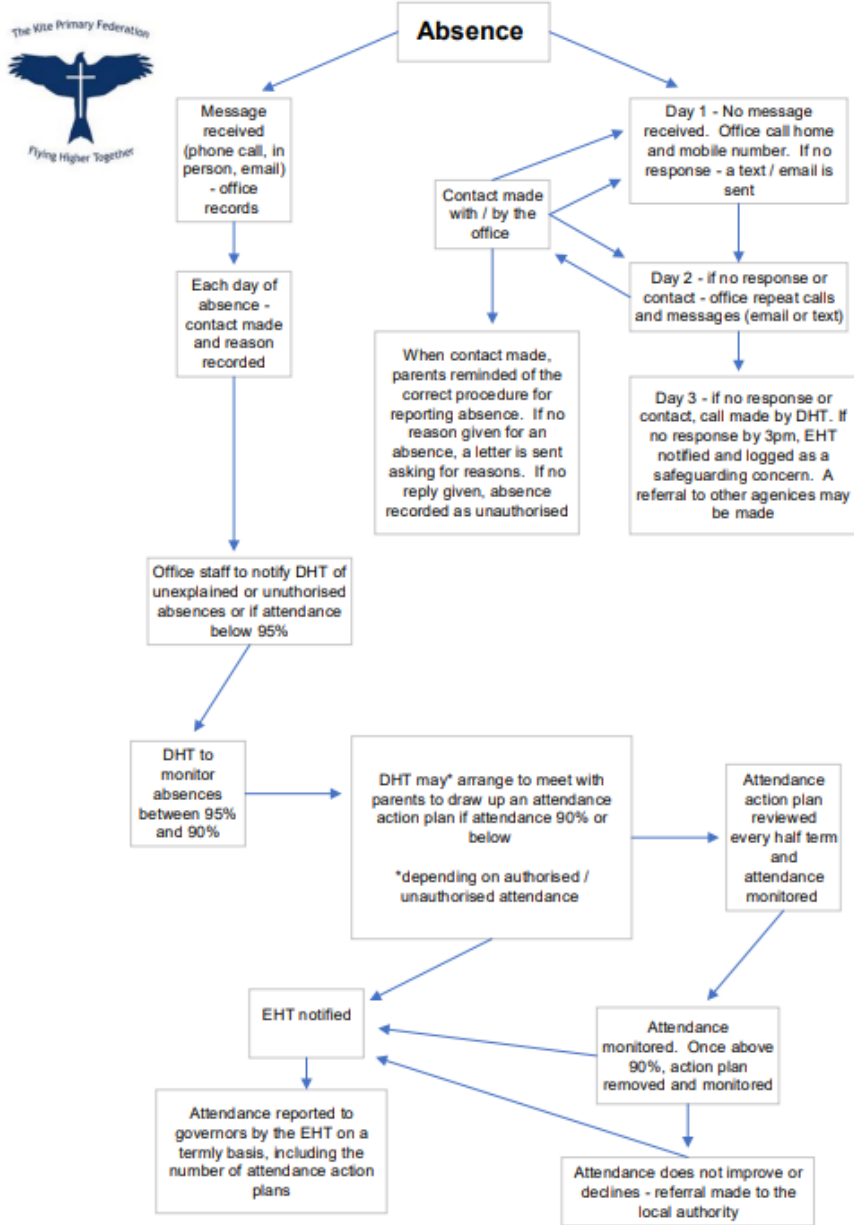 The Kite Primary Federation
Flying Higher Together
Absence
Message
received
(phone call, in
person, email)
- office
records
Day 1 - No message
received. Office call home
and mobile number. If no
response - a text / email is
sent
Contact made
with / by the
office
Each day of
absence -
contact made
and reason
recorded
Day 2 - if no response or
contact - office repeat calls
and messages (email or text)
When contact made,
parents reminded of the
correct procedure for
reporting absence. If no
reason given for an
absence, a letter is sent
asking for reasons. If no
reply given, absence
recorded as unauthorised
Day 3 - if no response or
contact, call made by DHT. If
no response by 3pm, EHT
notified and logged as a
safeguarding concern. A
referral to other agenices may
be made
Office staff to notify DHT of
unexplained or unuthorised
absences or if attendance
below 95%
DHT to
monitor
absences
between 95%
and 90%
DHT may* arrange to meet with
parents to draw up an attendance
action plan if attendance 90% or
below
*depending on authorised /
unauthorised attendance
Attendance
action plan
reviewed
every half term
and
attendance
monitored
EHT notified
Attendance
monitored. Once above
90%, action plan
removed and monitored
Attendance reported to
governors by the EHT on a
termly basis, including the
number of attendance action
plans
Attendance does not improve or
declines - referral made to the
local authority